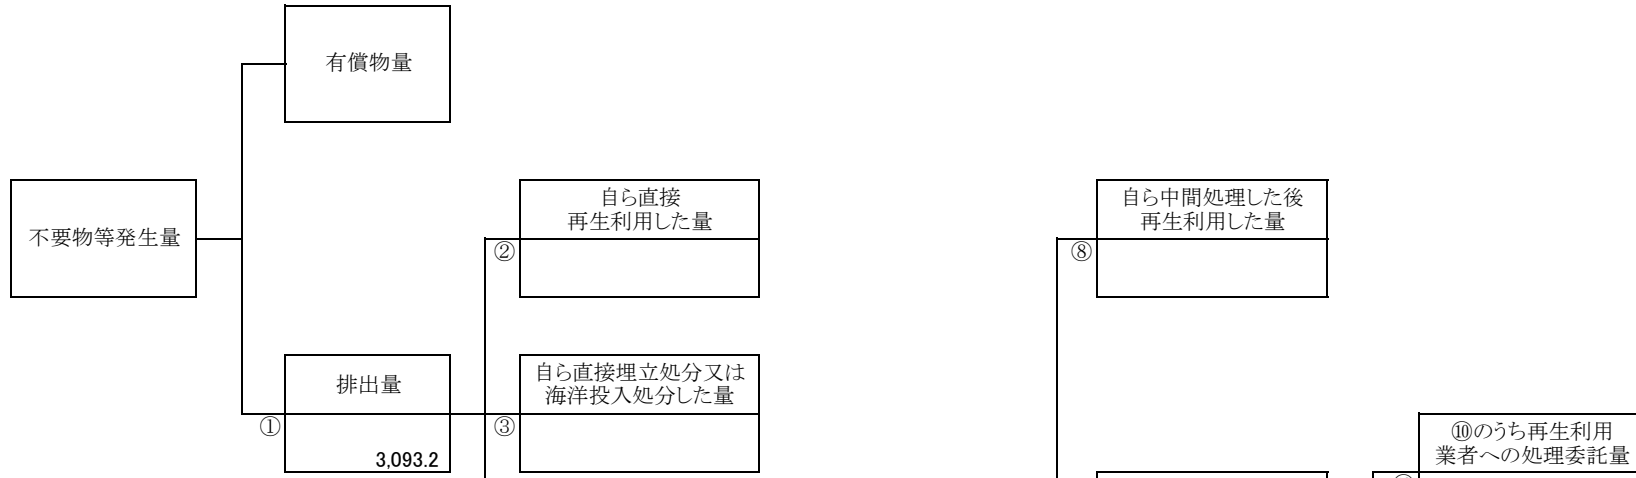 有償物量
不要物等発生量
自ら直接
再生利用した量
②
自ら中間処理した後
再生利用した量
⑧
排出量
①
3,093.2
自ら直接埋立処分又は
海洋投入処分した量
③
⑩のうち再生利用
業者への処理委託量